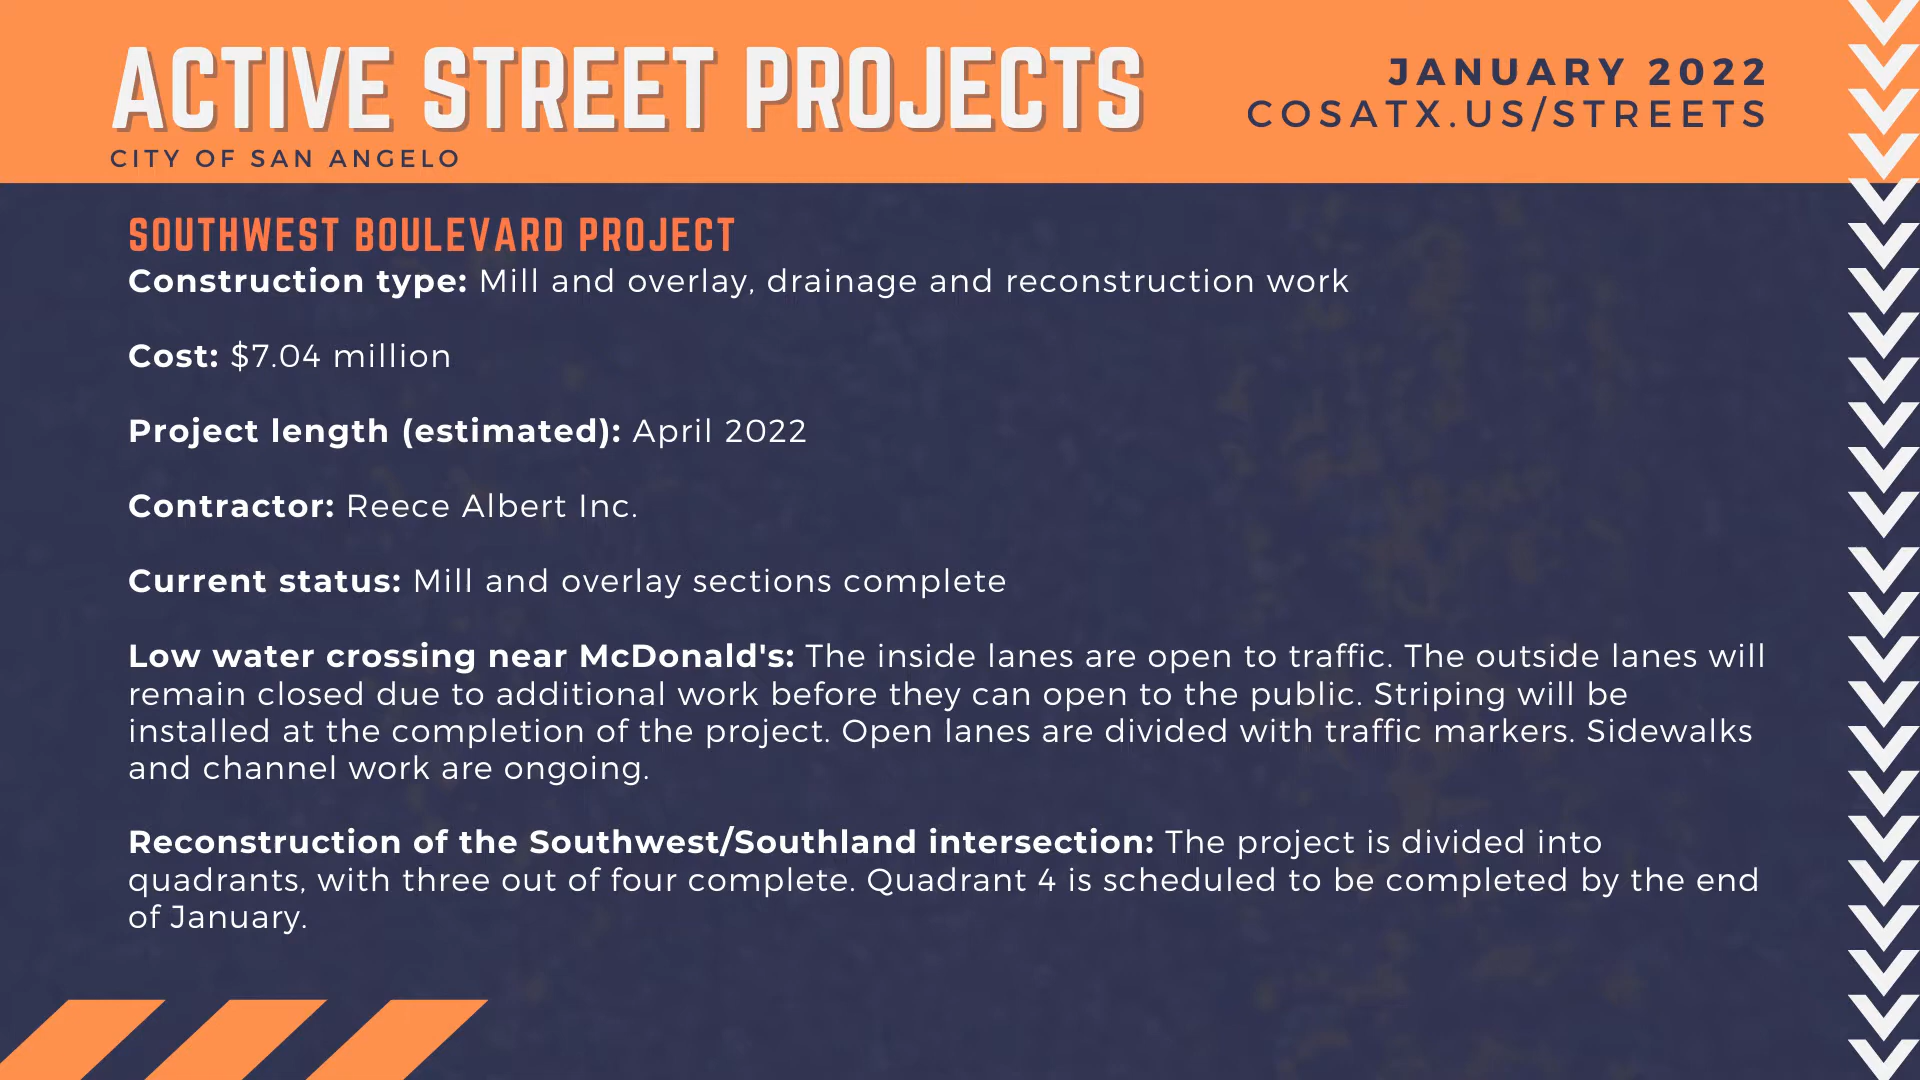 ACTIVE STREET PROJECTS
CITY OF SAN ANGELO
JANUARY 2022
COSATX.US/STREETS
SOUTHWEST BOULEVARD PROJECT
Construction type: Mill and overlay, drainage and reconstruction work
Cost: $7.04 million
Project length (estimated): April 2022
Contractor: Reece Albert Inc.
Current status: Mill and overlay sections complete
Low water crossing near McDonald's: The inside lanes are open to traffic. The outside lanes will
remain closed due to additional work before they can open to the public. Striping will be
installed at the completion of the project. Open lanes are divided with traffic markers. Sidewalks
and channel work are ongoing.
Reconstruction of the Southwest/Southland intersection: The project is divided into
quadrants, with three out of four complete. Quadrant 4 is scheduled to be completed by the end
of January.